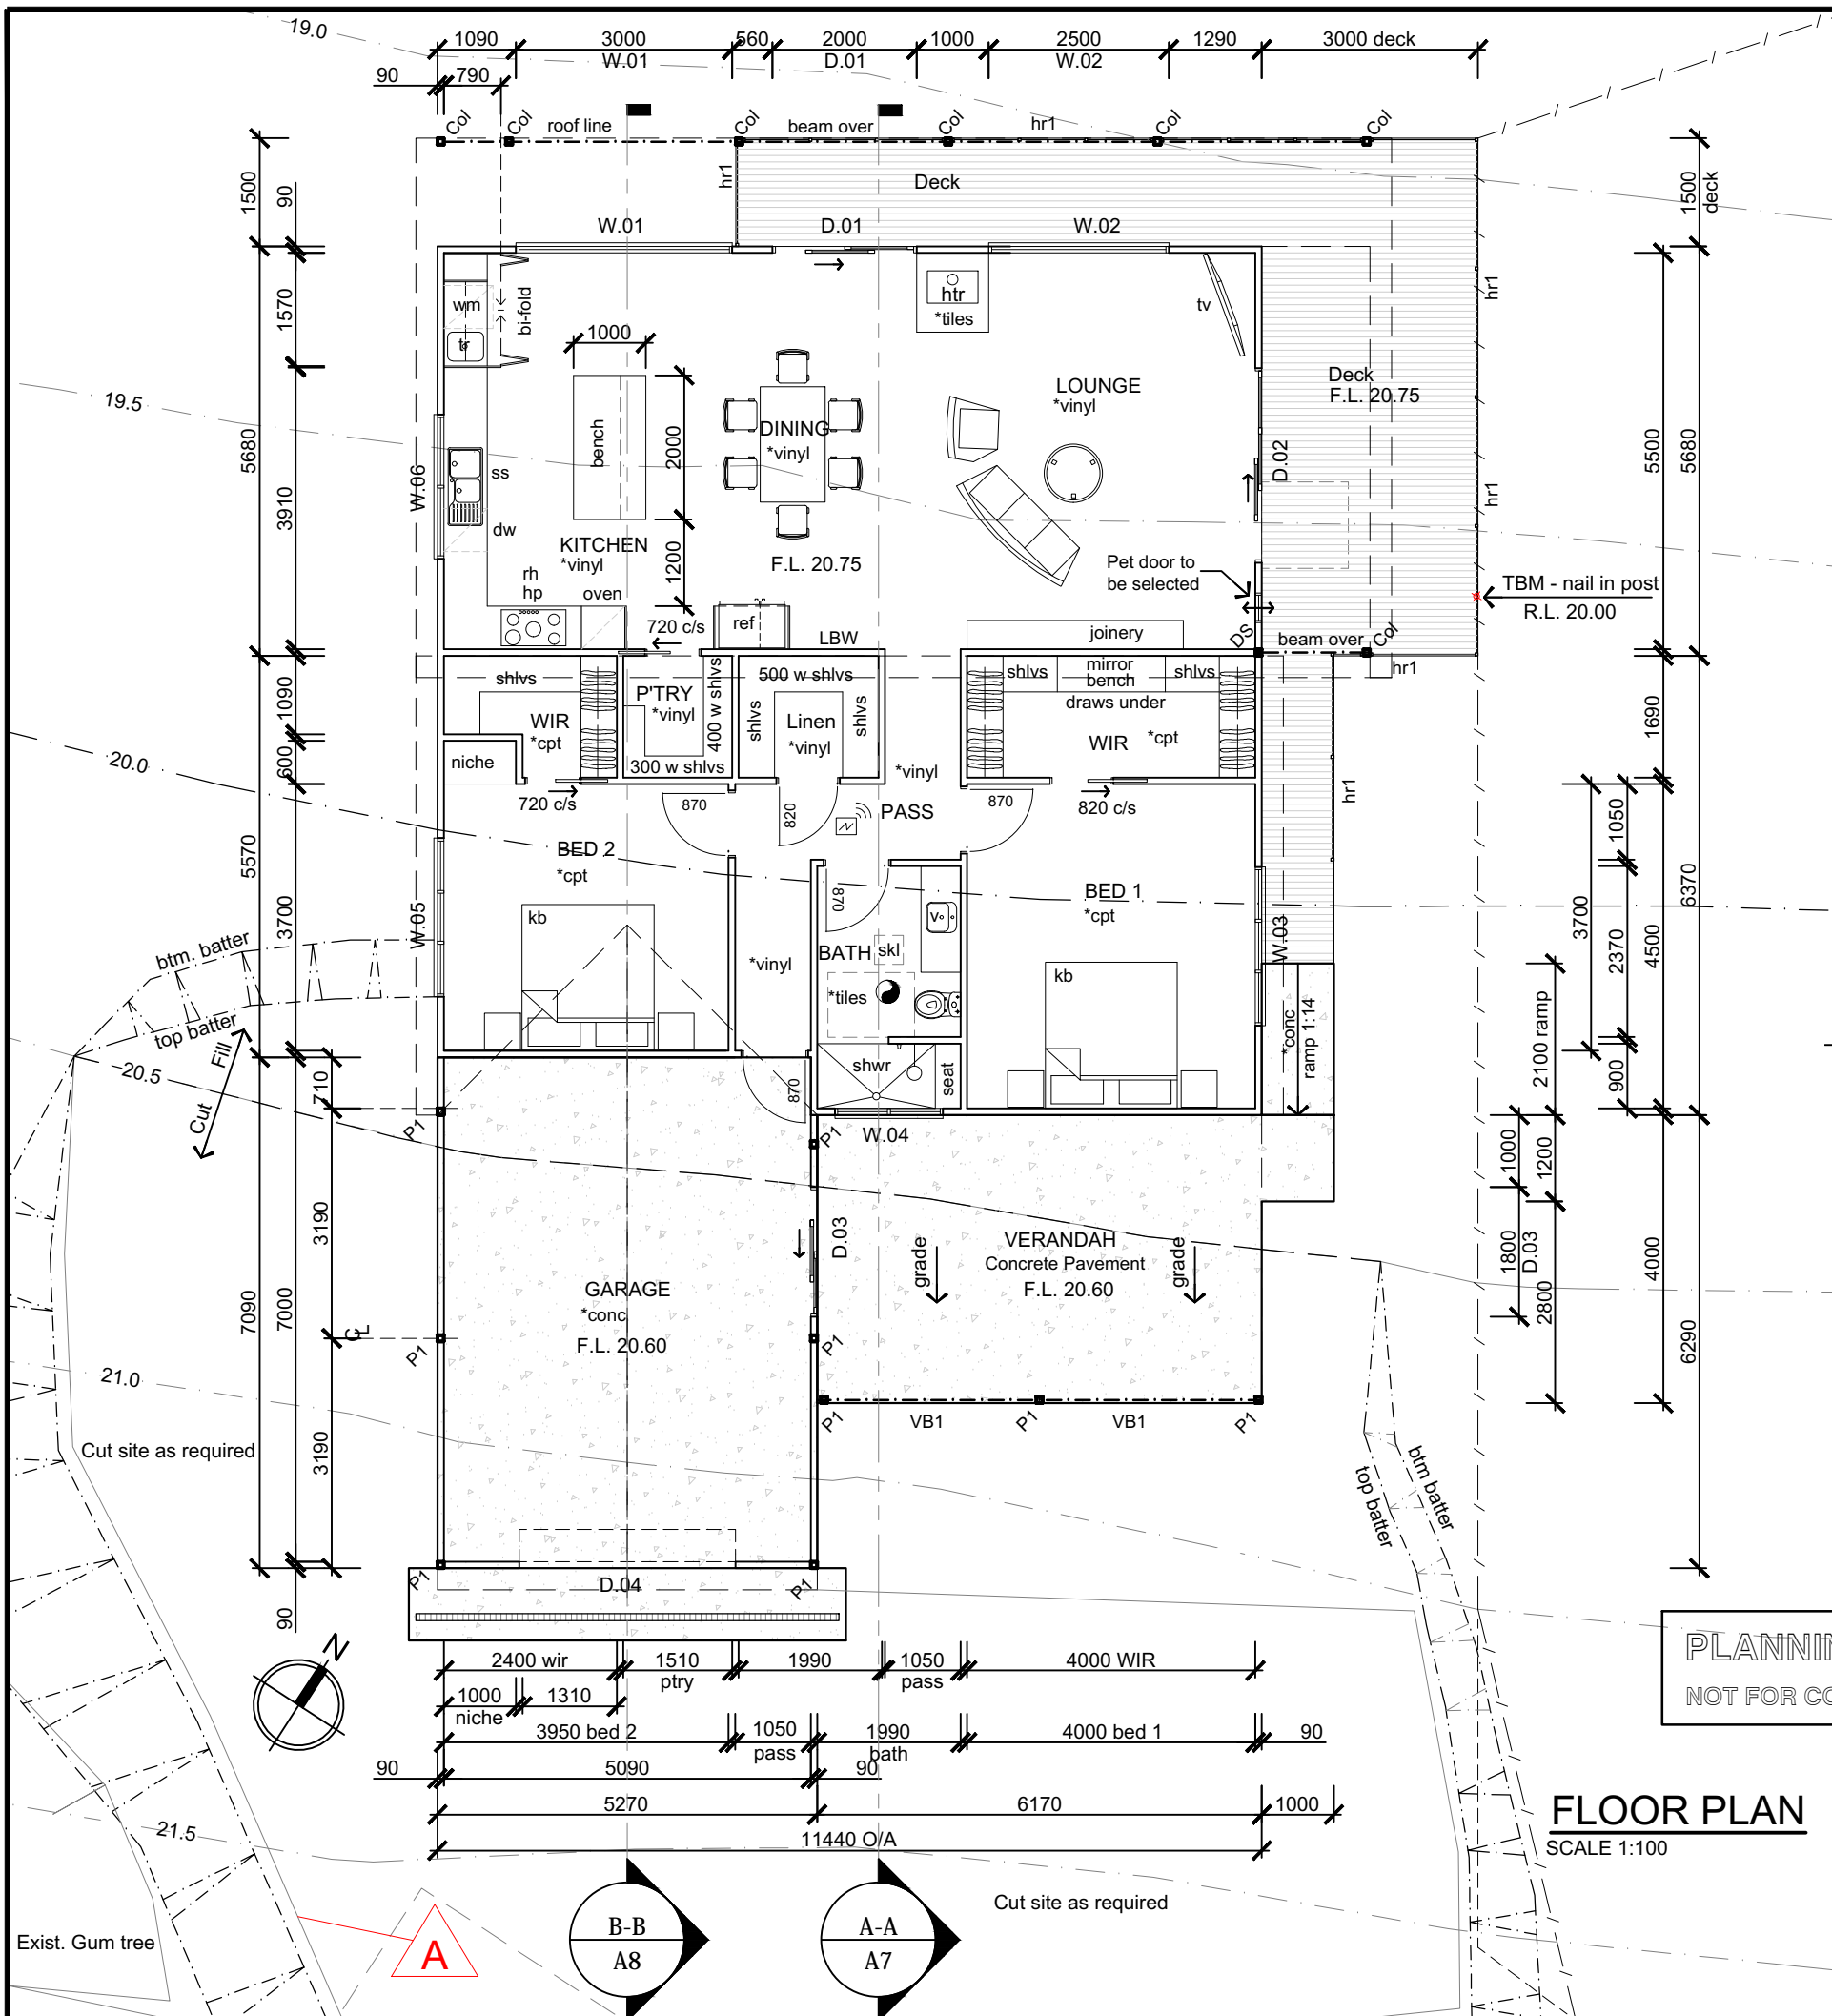 19.0
1090
3000
560
2000
1000
2500
1290
3000 deck
W.01
D.01
W.02
90
790
Col
Col
roof line
Col
beam over
Col
hr1
Col
Col
1500
90
hr1
Deck
1500
deck
W.01
D.01
W.02
wm
bi-fold
htr
*tiles
tv
hr1
1570
tr
1000
19.5
5680
3910
W.06
ss
bench
2000
DINING
*vinyl
LOUNGE
*vinyl
Deck
F.L. 20.75
D.02
hr1
5500
5680
dw
KITCHEN
*vinyl
1200
F.L. 20.75
Pet door to
be selected
TBM - nail in post
R.L. 20.00
rh
hp
oven
720 c/s
ref
LBW
joinery
DS
beam over
Col
hr1
shlvs
P'TRY
*vinyl
400 w shlvs
500 w shlvs
shlvs
Linen
*vinyl
shlvs
shlvs
mirror
bench
shlvs
draws under
WIR
*cpt
WIR
*cpt
1090
600
niche
300 w shlvs
*vinyl
1690
20.0
720 c/s
870
820
PASS
870
820 c/s
hr1
1050
5570
3700
BED 2
*cpt
870
BED 1
*cpt
6370
W.05
kb
v
BATH
skl
*vinyl
*tiles
kb
W.03
3700
2370
4500
btm. batter
top batter
Fill
Cut
20.5
710
shwr
seat
*conc
ramp 1:14
2100 ramp
900
870
P1
P1
W.04
1000
1200
3190
D.03
grade
VERANDAH
Concrete Pavement
F.L. 20.60
grade
1800
D.03
2800
4000
7090
7000
GARAGE
*conc
F.L. 20.60
CL
P1
P1
6290
21.0
P1
VB1
P1
VB1
P1
Cut site as required
3190
top batter
btm batter
P1
D.04
P1
90
N
2400 wir
1510
ptry
1990
1050
pass
4000 WIR
1000
niche
1310
3950 bed 2
1050
pass
1990
bath
4000 bed 1
90
90
5090
90
5270
6170
1000
11440 O/A
21.5
FLOOR PLAN
SCALE 1:100
B-B
A8
A-A
A7
Cut site as required
Exist. Gum tree
A